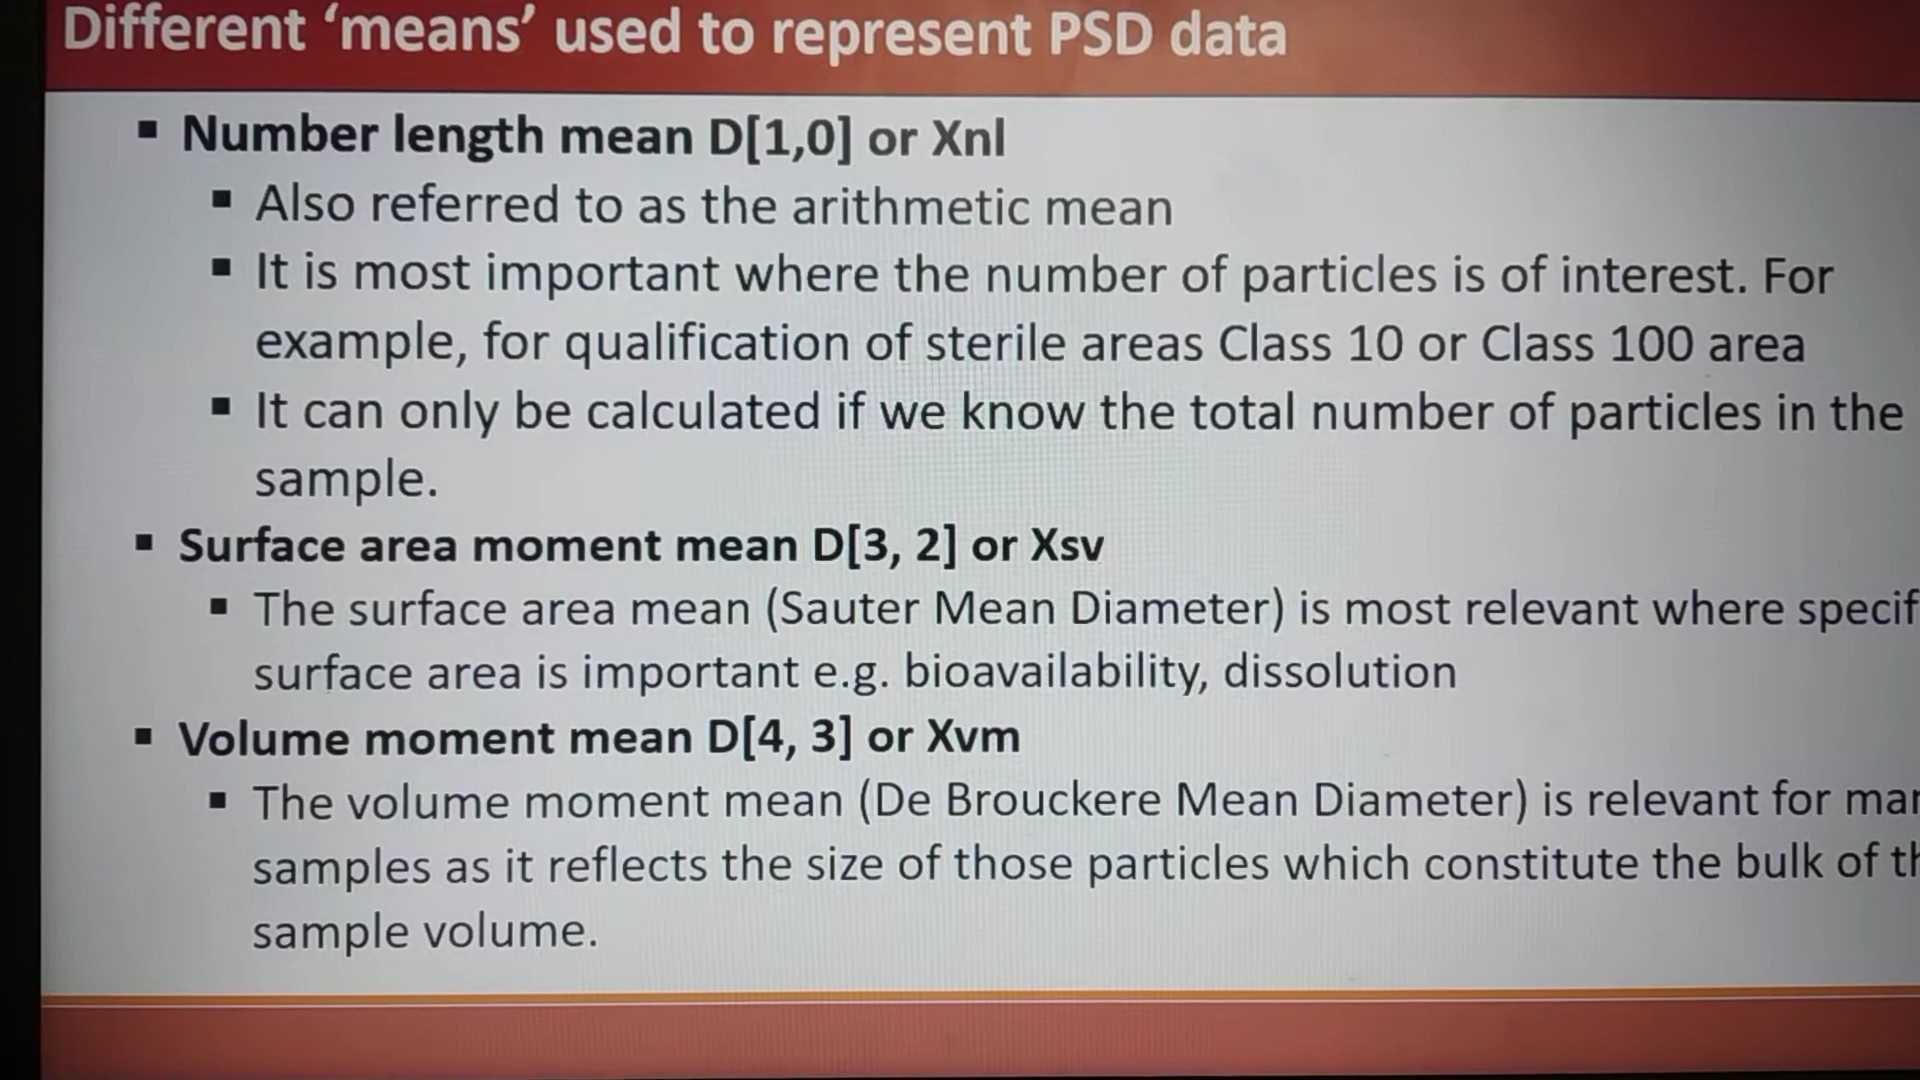 Different ‘means’ used to represent PSD data
▪ Number length mean D[1,0] or Xnl
▪ Also referred to as the arithmetic mean
▪ It is most important where the number of particles is of interest. For
example, for qualification of sterile areas Class 10 or Class 100 area
▪ It can only be calculated if we know the total number of particles in the
sample.
▪ Surface area moment mean D[3, 2] or Xsv
▪ The surface area mean (Sauter Mean Diameter) is most relevant where
surface area is important e.g. bioavailability, dissolution
▪ Volume moment mean D[4, 3] or Xvm
▪ The volume moment mean (De Brouckere Mean Diameter) is relevant for
samples as it reflects the size of those particles which constitute the bulk of
sample volume.